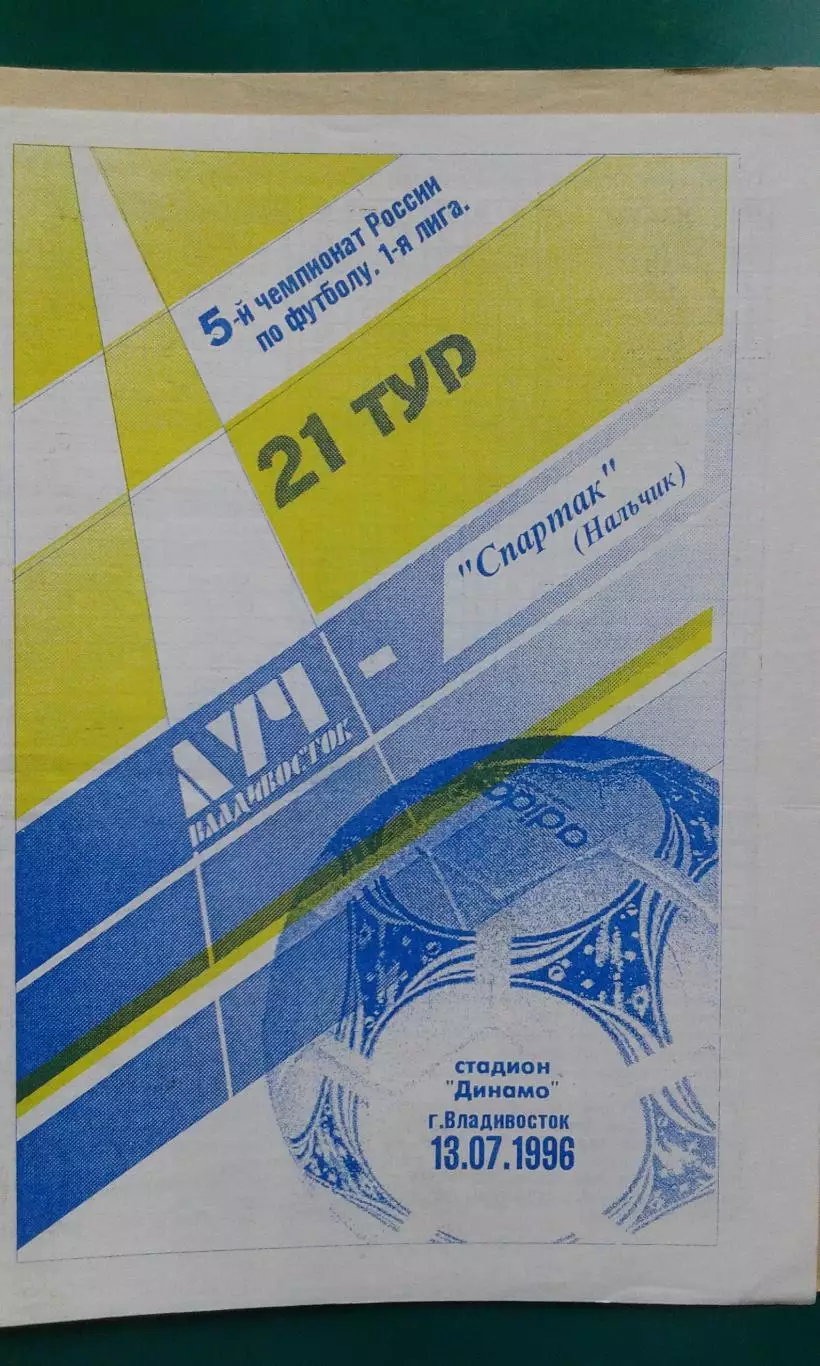 5-й чемпионат России
по футболу. 1-я лига.
21 тур
"Спартак"
(Нальчик)
ЛУЧ -
ВЛАДИВОСТОК
adidas
стадион
"Динамо"
г.Владивосток
13.07.1996